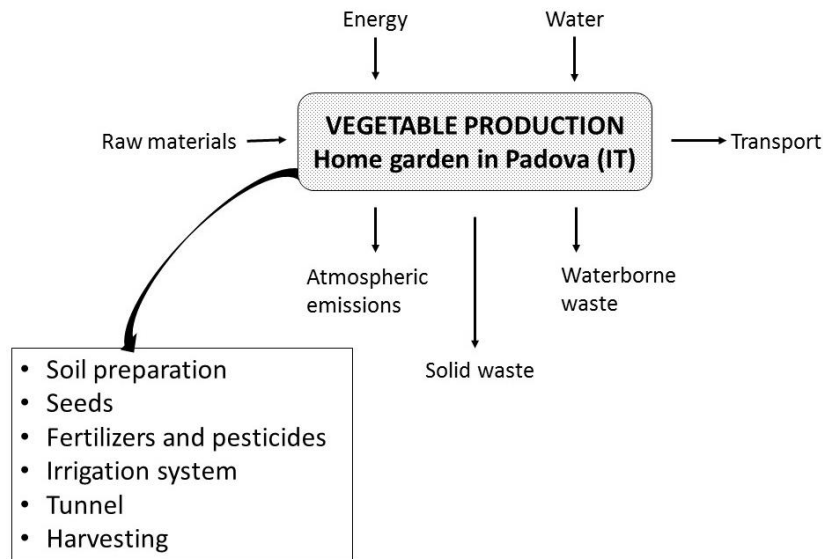 Energy
Water
Raw materials
VEGETABLE PRODUCTION
Home garden in Padova (IT)
Transport
Atmospheric
emissions
Waterborne
waste
Solid waste
• Soil preparation
• Seeds
• Fertilizers and pesticides
• Irrigation system
• Tunnel
• Harvesting